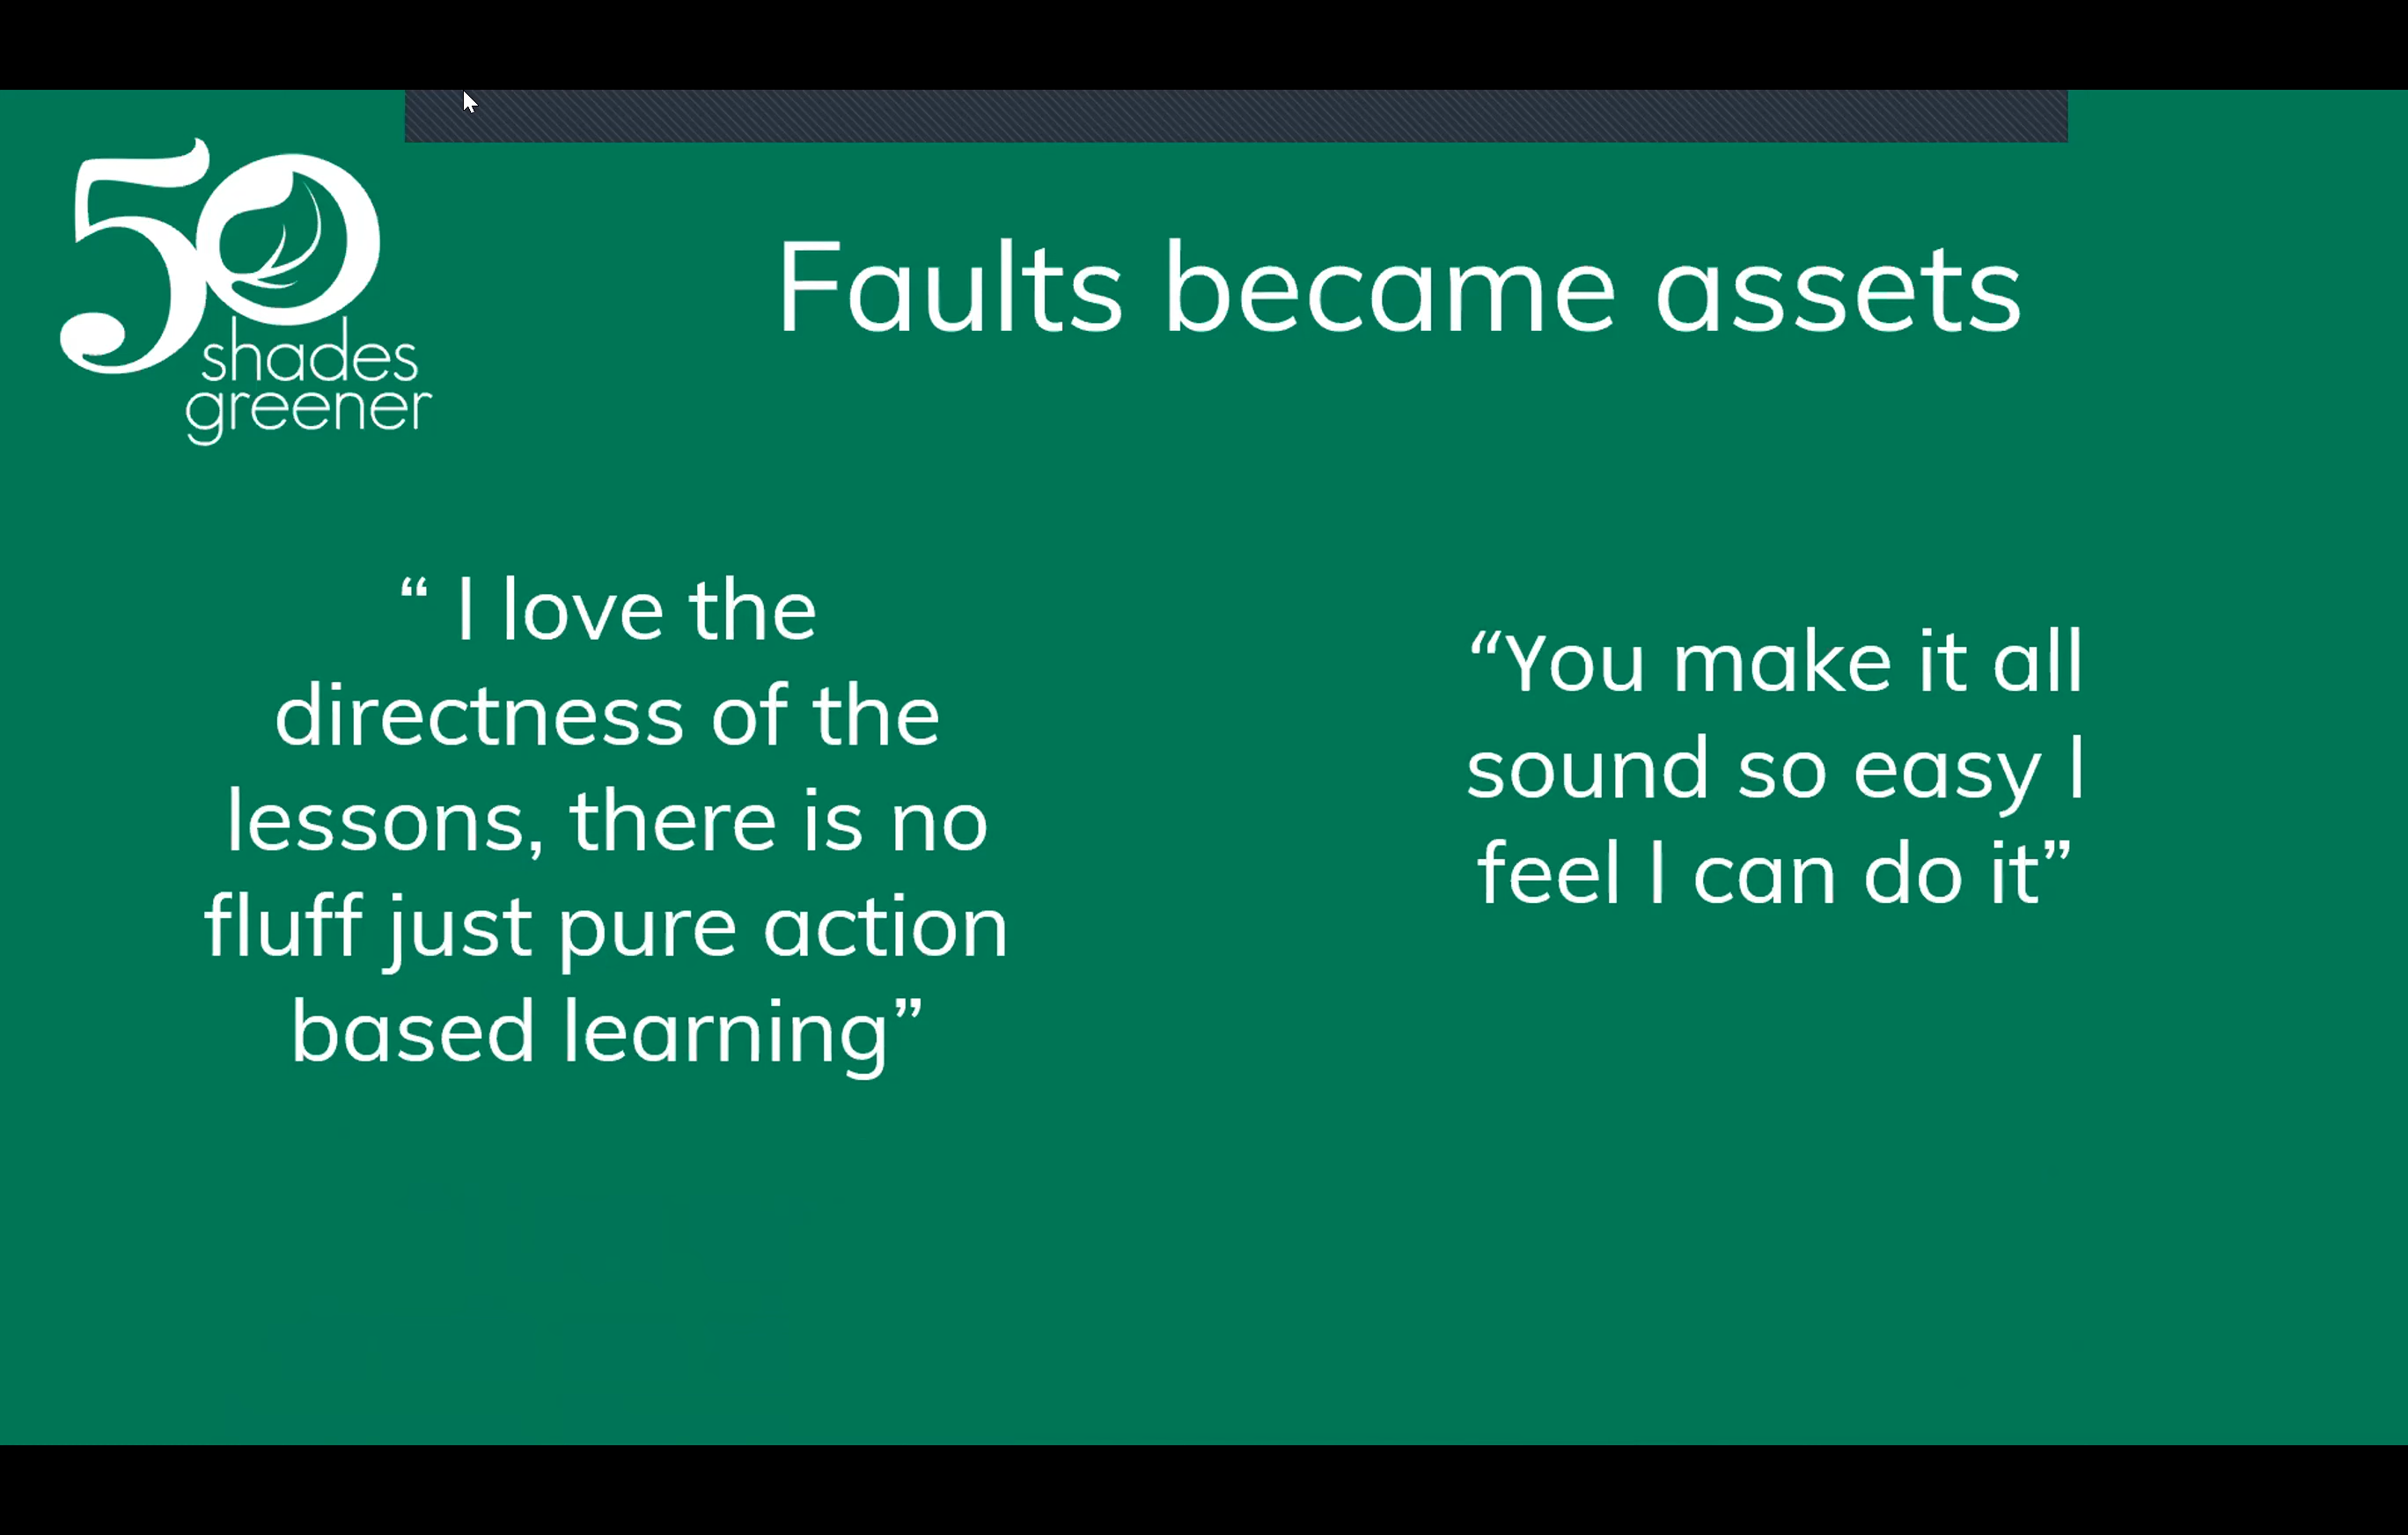 50
shades
greener
Faults became assets
“ I love the
directness of the
lessons, there is no
fluff just pure action
based learning”
“You make it all
sound so easy I
feel I can do it”